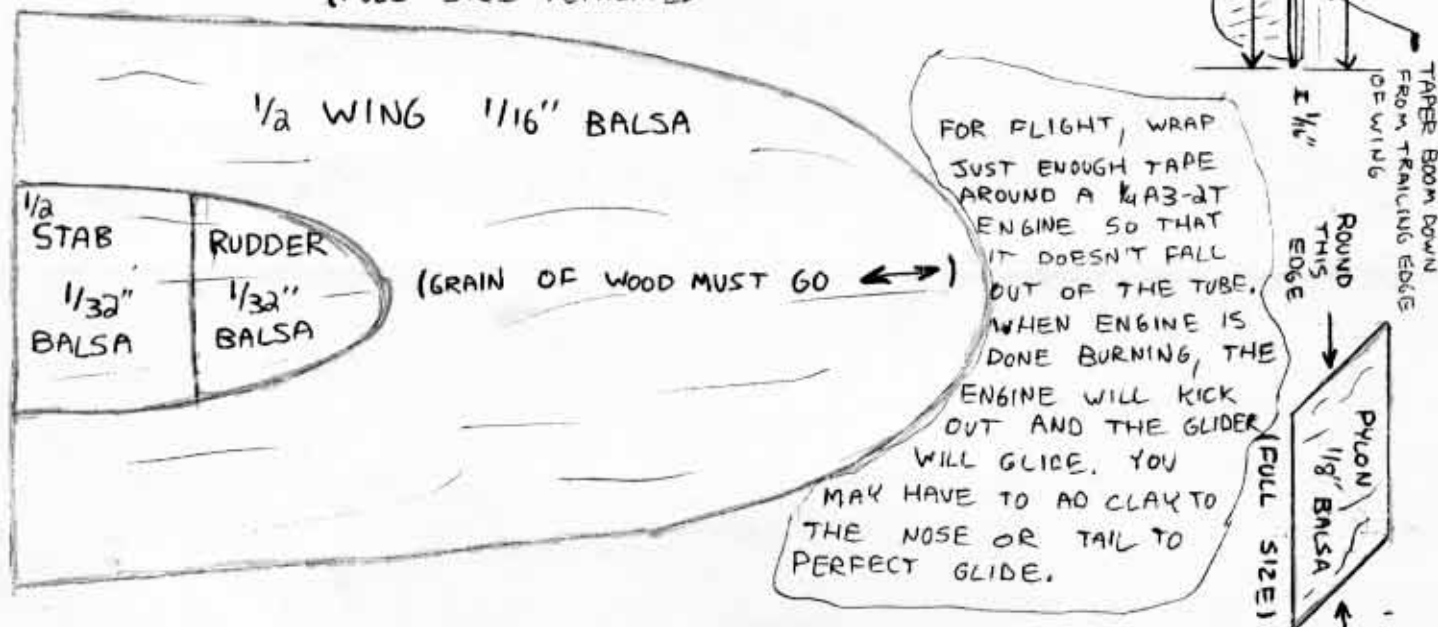 1/2 WING 1/16" BALSA
1/2
STAB
1/32"
BALSA
RUDDER
1/32"
BALSA
(GRAIN OF WOOD MUST GO ↔)
FOR FLIGHT, WRAP
JUST ENOUGH TAPE
AROUND A 1/4A3-2T
ENGINE SO THAT
IT DOESN'T FALL
OUT OF THE TUBE.
WHEN ENGINE IS
DONE BURNING, THE
ENGINE WILL KICK
OUT AND THE GLIDER
WILL GLIDE. YOU
MAY HAVE TO AD CLAY TO
THE NOSE OR TAIL TO
PERFECT GLIDE.
TAPER BOOM DOWN
FROM TRAILING EDGE
OF WING
1/16"
ROUND
THIS
EDGE
PYLON
1/8" BALSA
(FULL SIZE)